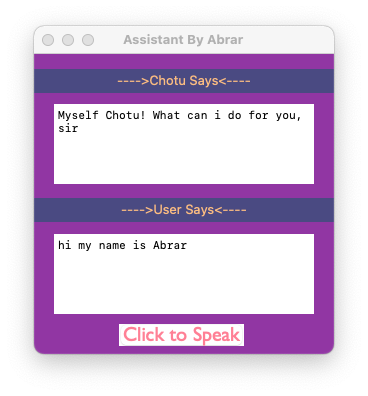 Assistant By Abrar
---->Chotu Says<----
Myself Chotu! What can i do for you,
sir
---->User Says<----
hi my name is Abrar
Click to Speak